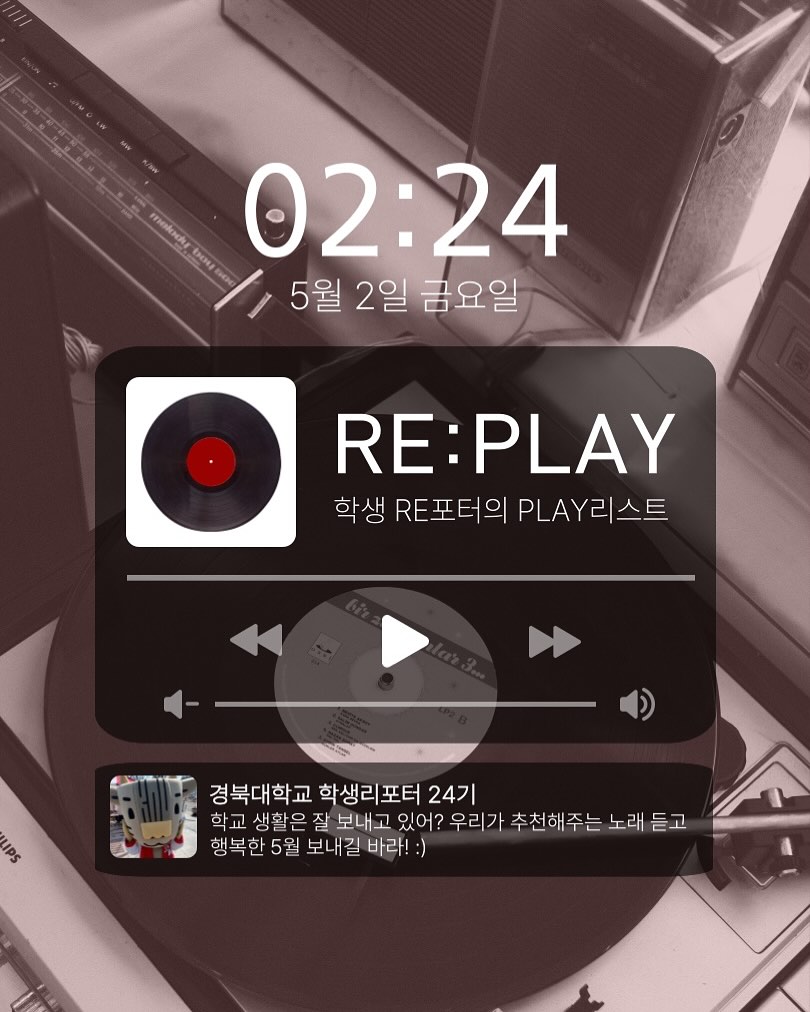 02:24
5월 2일 금요일
RE:PLAY
학생 RE포터의 PLAY리스트
경북대학교 학생리포터 24기
학교 생활은 잘 보내고 있어? 우리가 추천해주는 노래 듣고
행복한 5월 보내길 바라! :)
melody boy
LP2-B